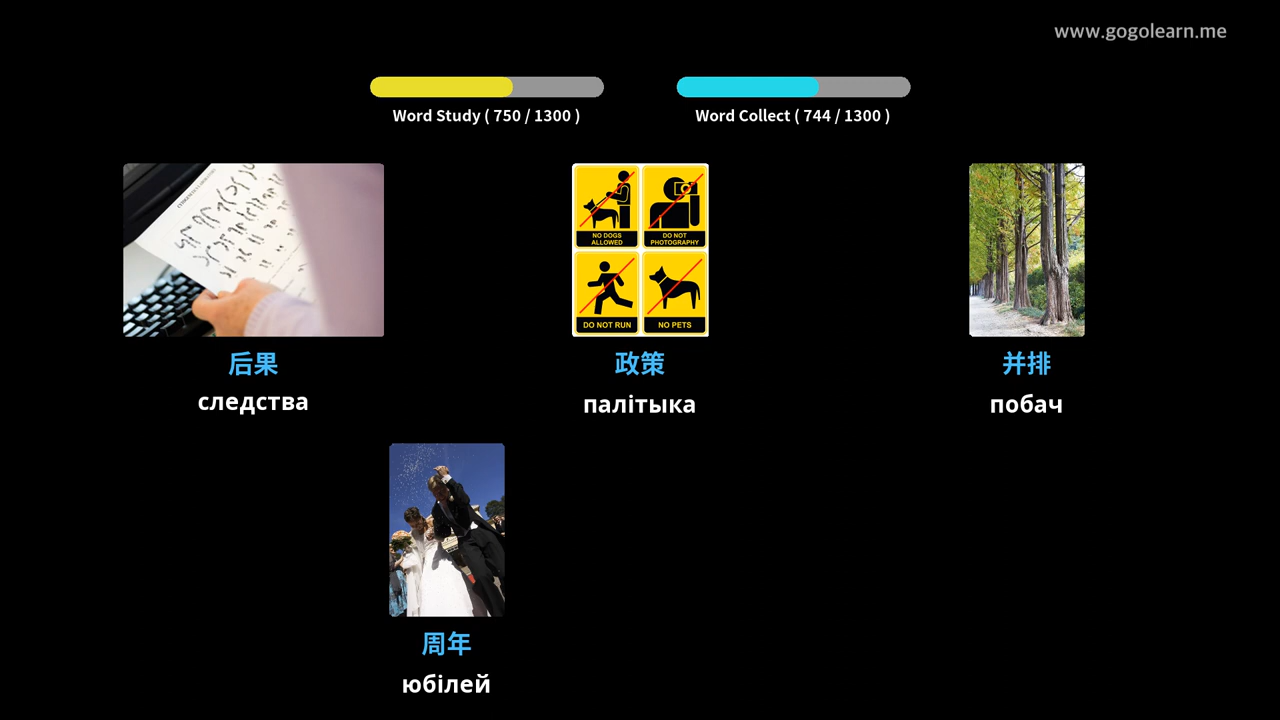 www.gogolearn.me
Word Study ( 750 / 1300 )
Word Collect ( 744 / 1300 )
NO DOGS
ALLOWED
DO NOT
PHOTOGRAPHY
DO NOT RUN
NO PETS
后果
政策
并排
следства
палітыка
побач
周年
юбілей